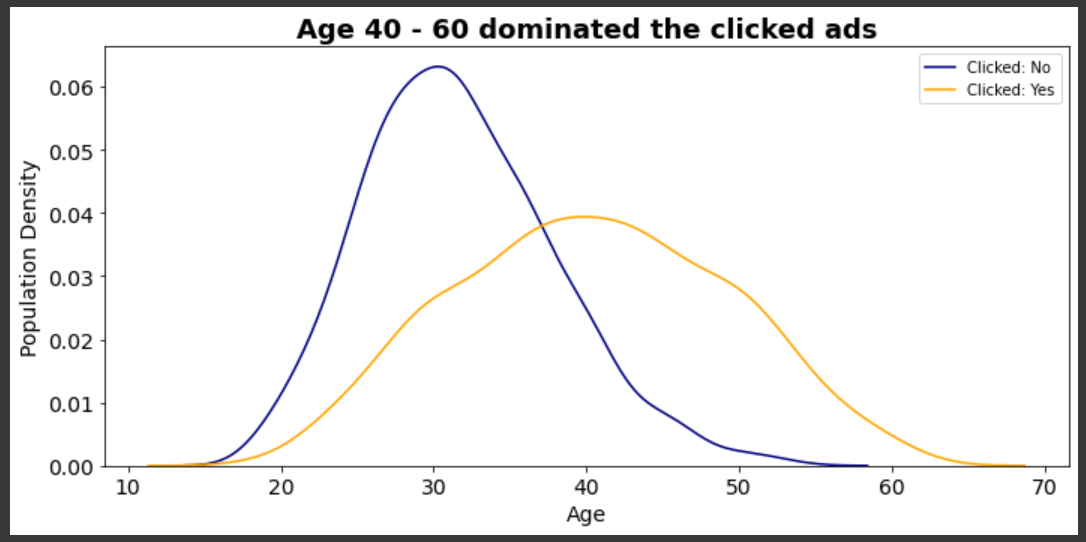 Age 40 - 60 dominated the clicked ads
Clicked: No
Clicked: Yes
Population Density
0.06
0.05
0.04
0.03
0.02
0.01
0.00
10 20 30 40 50 60 70
Age